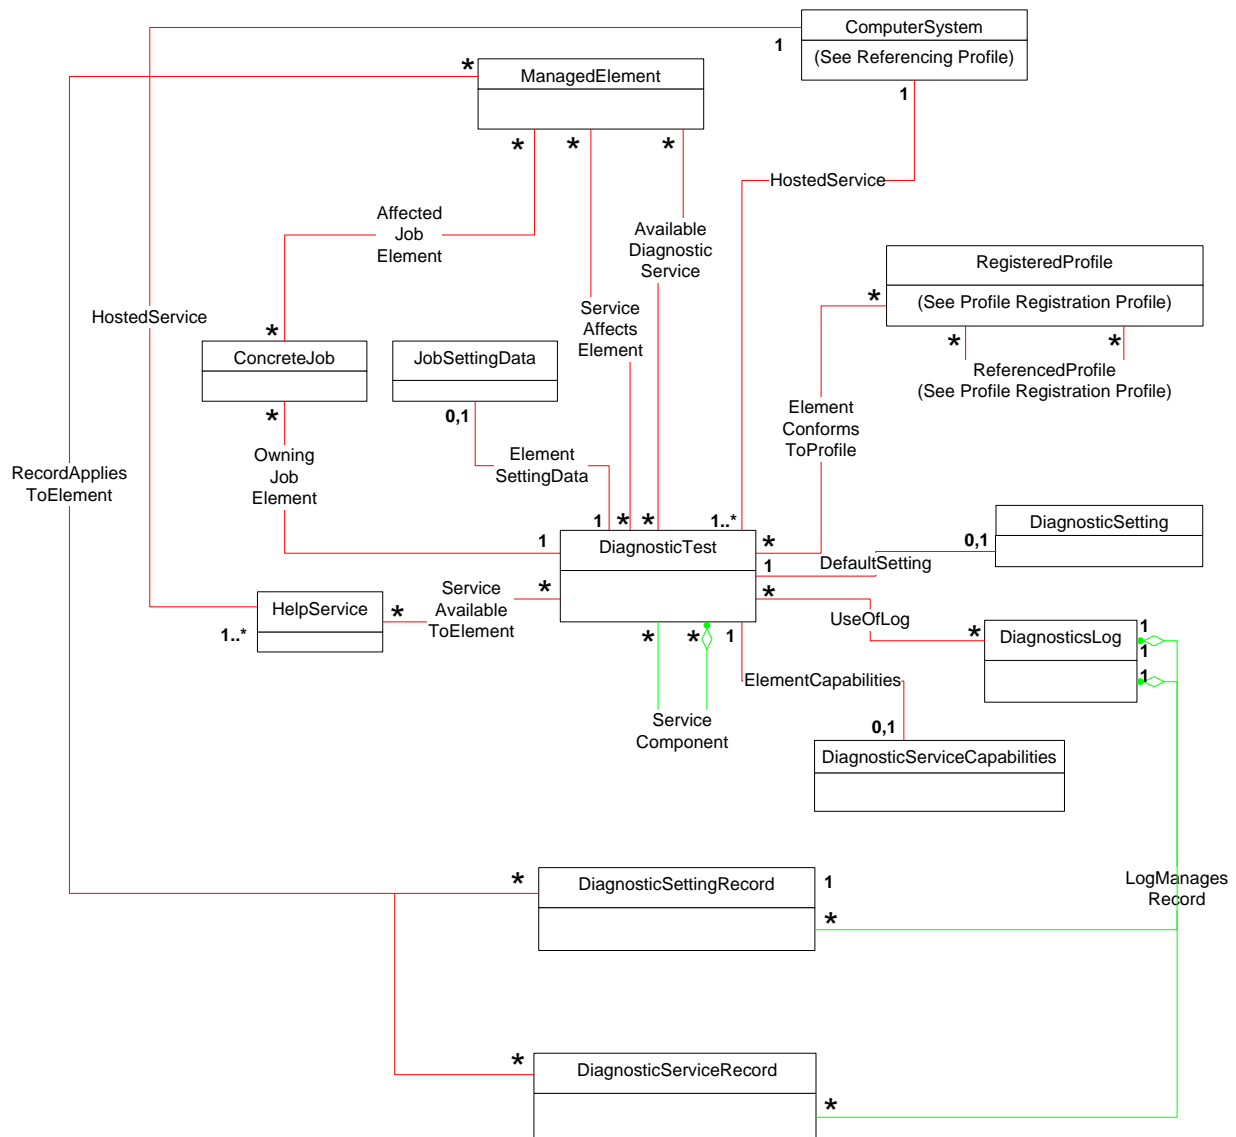 ComputerSystem
1
(See Referencing Profile)
*
ManagedElement
1
*
*
*
HostedService
Affected
Job
Element
Available
Diagnostic
Service
RegisteredProfile
*
(See Profile Registration Profile)
HostedService
Service
Affects
Element
*
*
*
ConcreteJob
JobSettingData
ReferencedProfile
(See Profile Registration Profile)
*
0,1
Element
Conforms
ToProfile
Owning
Job
Element
Element
SettingData
RecordApplies
ToElement
1
*
*
1..*
DiagnosticSetting
1
DiagnosticTest
*
0,1
DefaultSetting
1
Service
Available
ToElement
*
*
HelpService
*
UseOfLog
1..*
*
*
1
*
DiagnosticsLog
1
1
1
ElementCapabilities
Service
Component
0,1
DiagnosticServiceCapabilities
*
DiagnosticSettingRecord
1
LogManages
Record
*
*
DiagnosticServiceRecord
*